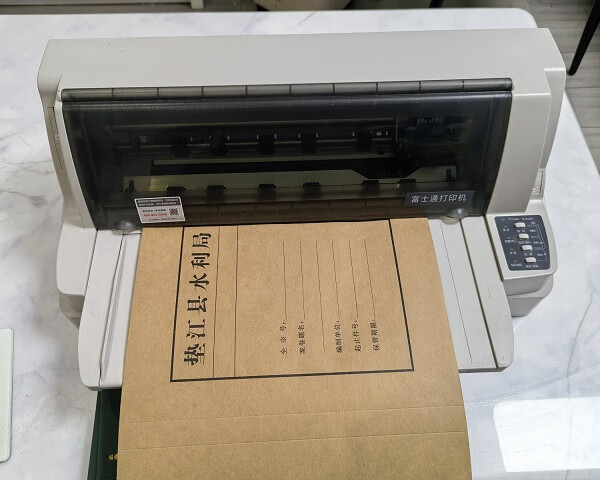 富士通打印机
垫江县水利局
全宗号：
案卷题名：
编制单位：
起止件号：
保管期限：